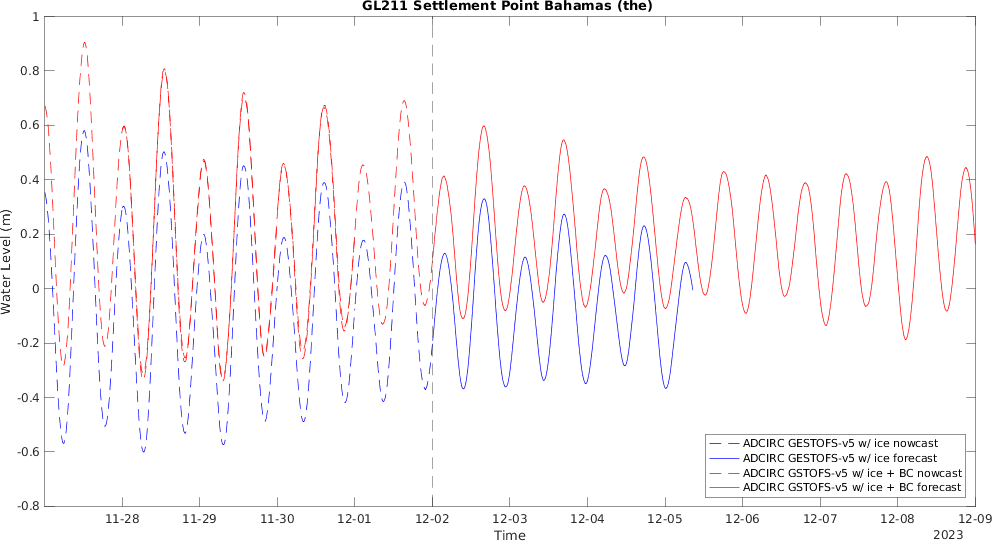 GL211 Settlement Point Bahamas (the)
1
0.8
0.6
0.4
0.2
0
-0.2
-0.4
-0.6
-0.8
Water Level (m)
ADCIRC GESTOFS-v5 w/ ice nowcast
ADCIRC GESTOFS-v5 w/ ice forecast
ADCIRC GSTOFS-v5 w/ ice + BC nowcast
ADCIRC GSTOFS-v5 w/ ice + BC forecast
11-28 11-29 11-30 12-01 12-02 12-03 12-04 12-05 12-06 12-07 12-08 12-09
Time
2023